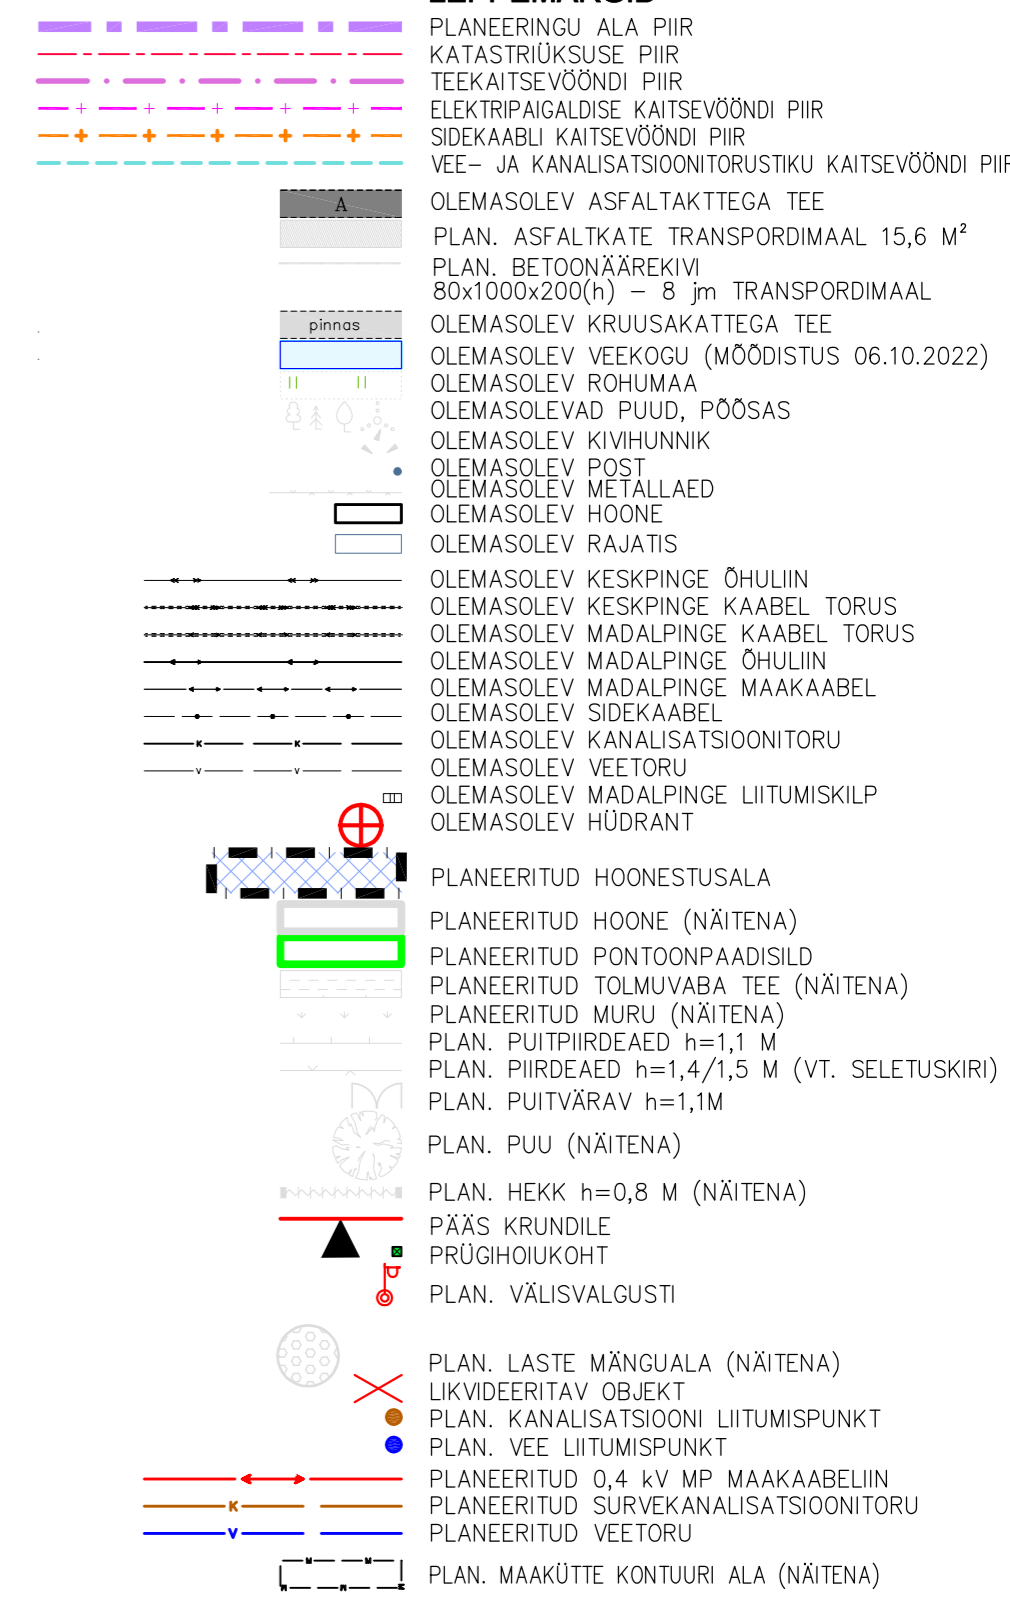 LEPPEMÄRGID
PLANEERINGU ALA PIIR
KATASTRIÜKSUSE PIIR
TEEKAITSEVÖÖNDI PIIR
ELEKTRIPAIGALDISE KAITSEVÖÖNDI PIIR
SIDEKAABLI KAITSEVÖÖNDI PIIR
VEE– JA KANALISATSIOONITORUSTIKU KAITSEVÖÖNDI PIIR
A OLEMASOLEV ASFALTAKTTEGA TEE
PLAN. ASFALTKATE TRANSPORDIMAAL 15,6 M²
PLAN. BETOONÄÄREKIVI
80x1000x200(h) – 8 jm TRANSPORDIMAAL
pinnas OLEMASOLEV KRUUSAKATTEGA TEE
OLEMASOLEV VEEKOGU (MÕÕDISTUS 06.10.2022)
OLEMASOLEV ROHUMAA
OLEMASOLEVAD PUUD, PÕÕSAS
OLEMASOLEV KIVIHUNNIK
OLEMASOLEV POST
OLEMASOLEV METALLAED
OLEMASOLEV HOONE
OLEMASOLEV RAJATIS
OLEMASOLEV KESKPINGE ÕHULIIN
OLEMASOLEV KESKPINGE KAABEL TORUS
OLEMASOLEV MADALPINGE KAABEL TORUS
OLEMASOLEV MADALPINGE ÕHULIIN
OLEMASOLEV MADALPINGE MAAKAABEL
OLEMASOLEV SIDEKAABEL
K K OLEMASOLEV KANALISATSIOONITORU
V V OLEMASOLEV VEETORU
OLEMASOLEV MADALPINGE LIITUMISKILP
OLEMASOLEV HÜDRANT
PLANEERITUD HOONESTUSALA
PLANEERITUD HOONE (NÄITENA)
PLANEERITUD PONTOONPAADISILD
PLANEERITUD TOLMUVABA TEE (NÄITENA)
PLANEERITUD MURU (NÄITENA)
PLAN. PUITPIIRDEAED h=1,1 M
PLAN. PIIRDEAED h=1,4/1,5 M (VT. SELETUSKIRI)
PLAN. PUITVÄRAV h=1,1M
PLAN. PUU (NÄITENA)
PLAN. HEKK h=0,8 M (NÄITENA)
PÄÄS KRUNDILE
PRÜGIHOIUKOHT
PLAN. VÄLISVALGUSTI
PLAN. LASTE MÄNGUALA (NÄITENA)
LIKVIDEERITAV OBJEKT
PLAN. KANALISATSIOONI LIITUMISPUNKT
PLAN. VEE LIITUMISPUNKT
PLANEERITUD 0,4 kV MP MAAKAABELIIN
K PLANEERITUD SURVEKANALISATSIOONITORU
V PLANEERITUD VEETORU
PLAN. MAAKÜTTE KONTUURI ALA (NÄITENA)